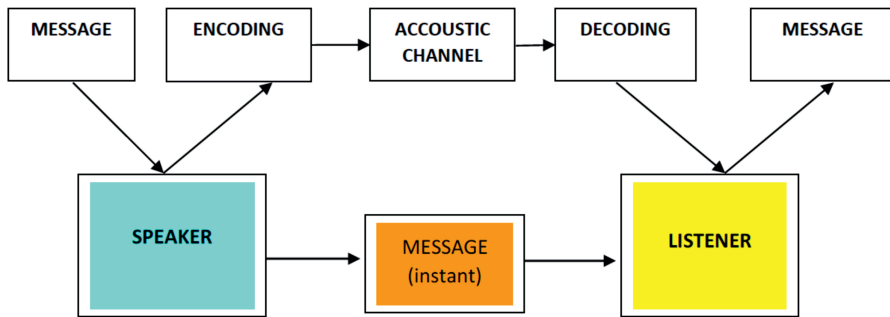 MESSAGE
ENCODING
ACCOUSTIC
CHANNEL
DECODING
MESSAGE
SPEAKER
MESSAGE
(instant)
LISTENER